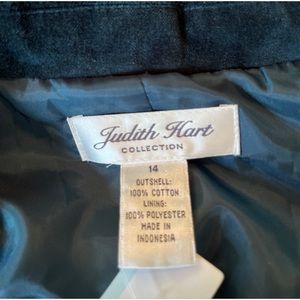 Judith Hart
COLLECTION
14
OUTSHELL:
100% COTTON
LINING:
100% POLYESTER
MADE IN
INDONESIA